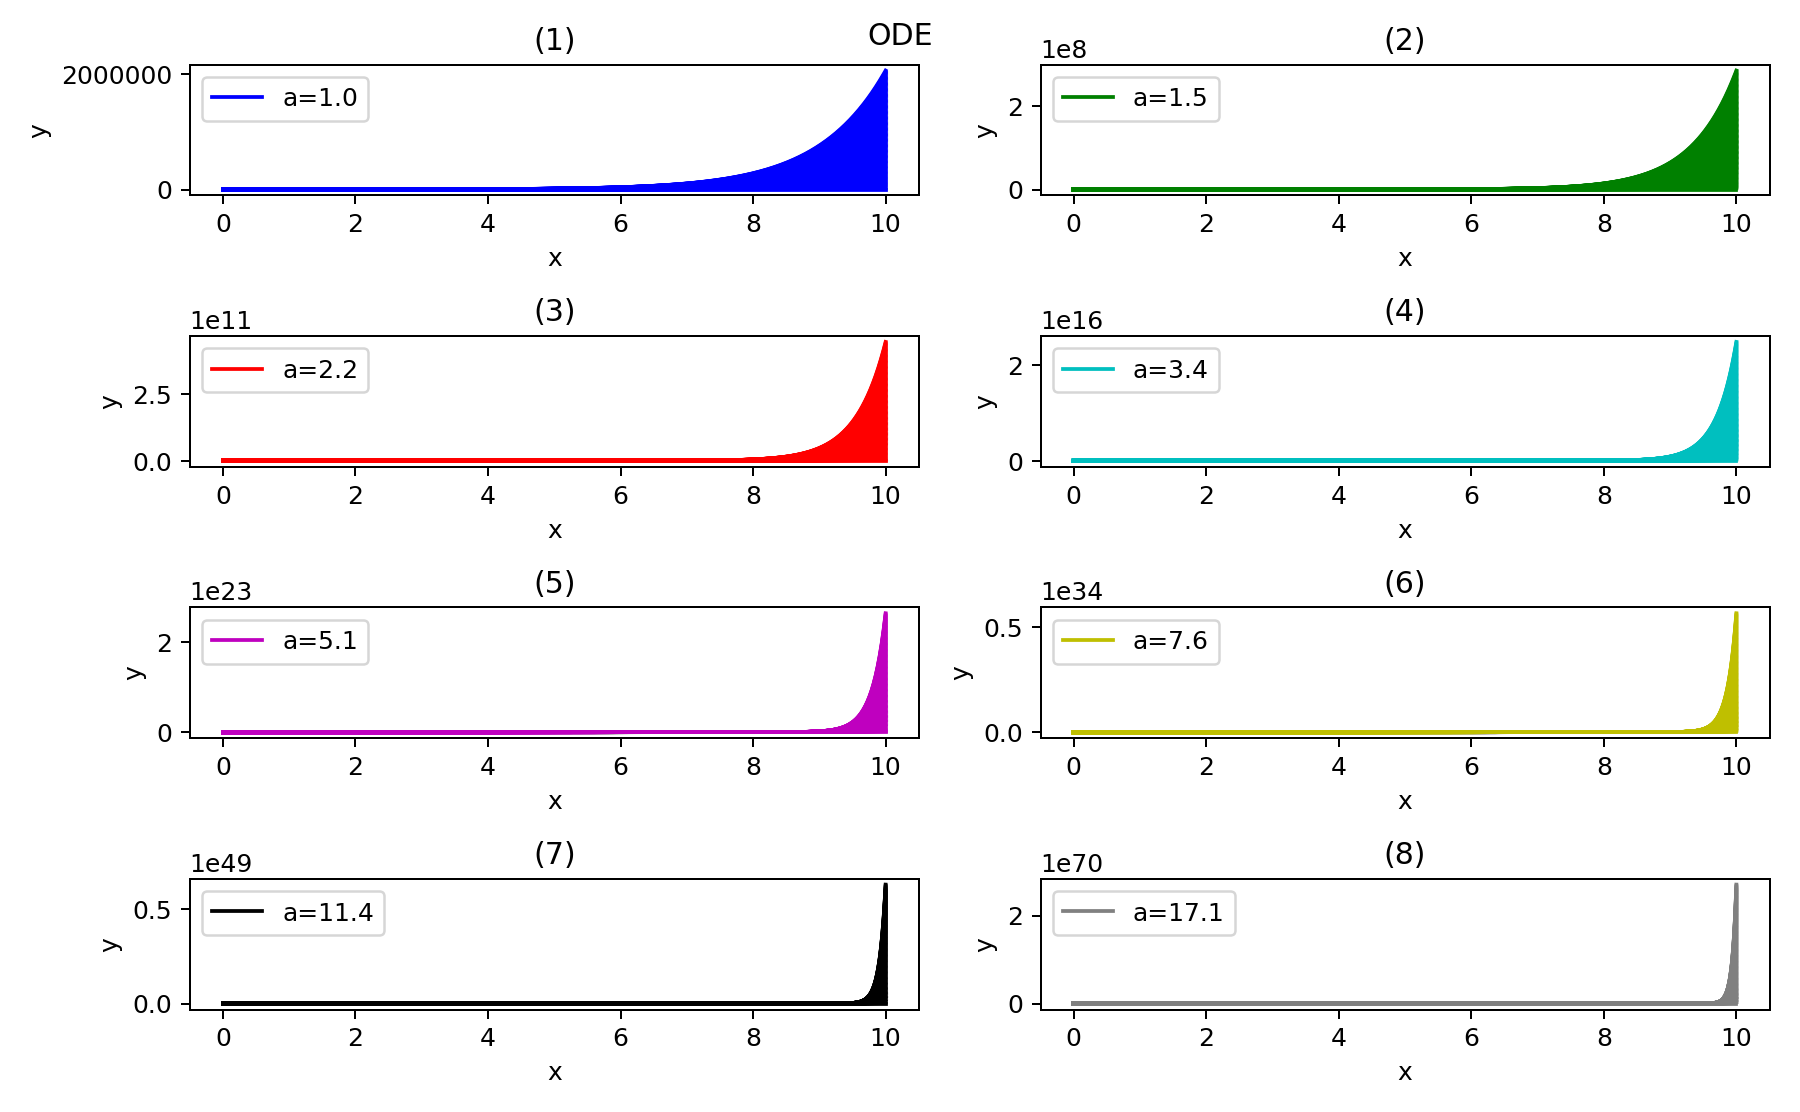 ODE
(1)
2000000
0
y
a=1.0
0 2 4 6 8 10
x
(2)
1e8
2
0
y
a=1.5
0 2 4 6 8 10
x
(3)
1e11
2.5
0.0
y
a=2.2
0 2 4 6 8 10
x
(4)
1e16
2
0
y
a=3.4
0 2 4 6 8 10
x
(5)
1e23
2
0
y
a=5.1
0 2 4 6 8 10
x
(6)
1e34
0.5
0.0
y
a=7.6
0 2 4 6 8 10
x
(7)
1e49
0.5
0.0
y
a=11.4
0 2 4 6 8 10
x
(8)
1e70
2
0
y
a=17.1
0 2 4 6 8 10
x